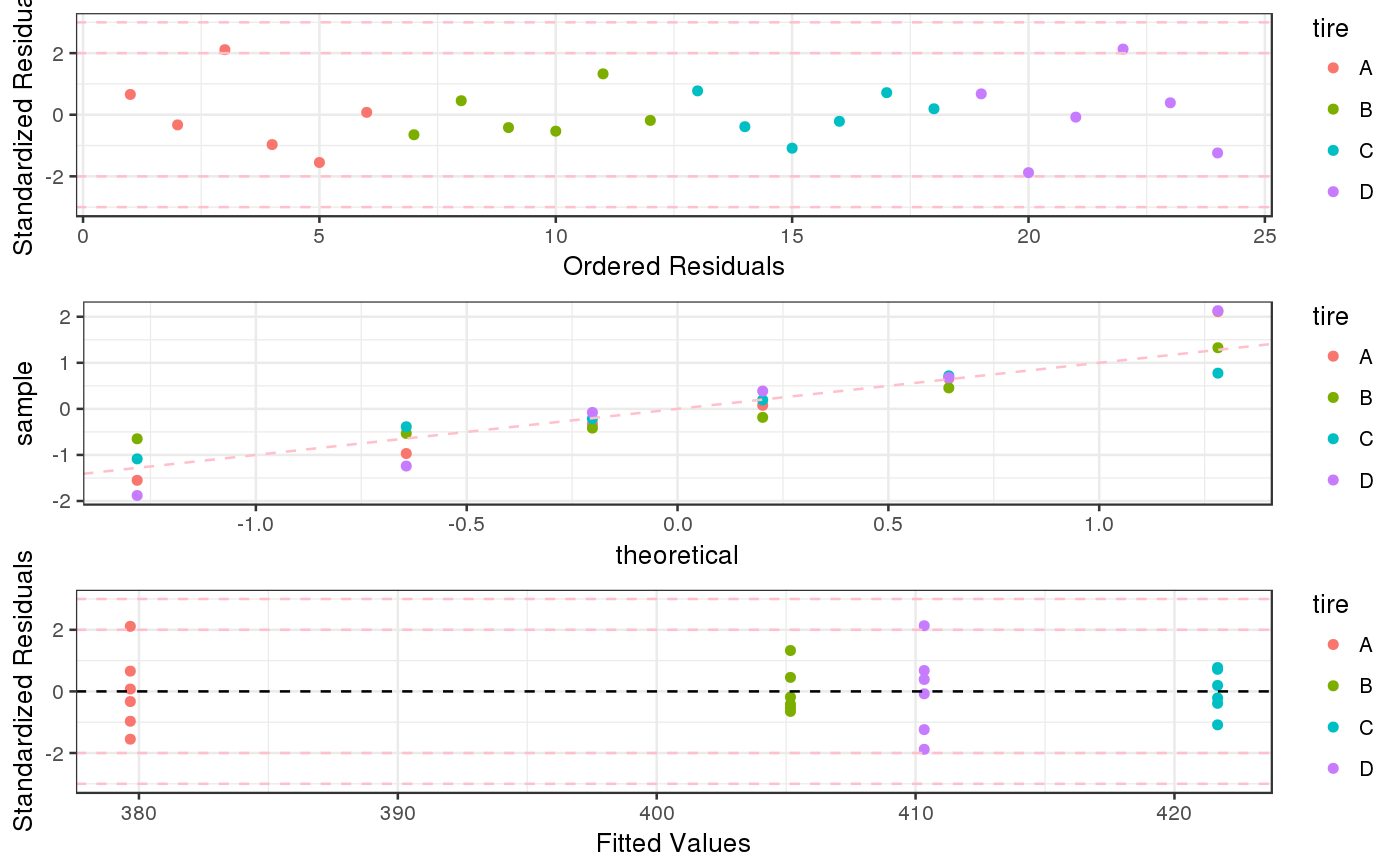 Standardized Residua
tire
A
B
C
D
2
0
-2
0
5
10
15
20
25
Ordered Residuals
sample
tire
A
B
C
D
2
1
0
-1
-2
-1.0
-0.5
0.0
0.5
1.0
theoretical
Standardized Residuals
tire
A
B
C
D
2
0
-2
380
390
400
410
420
Fitted Values